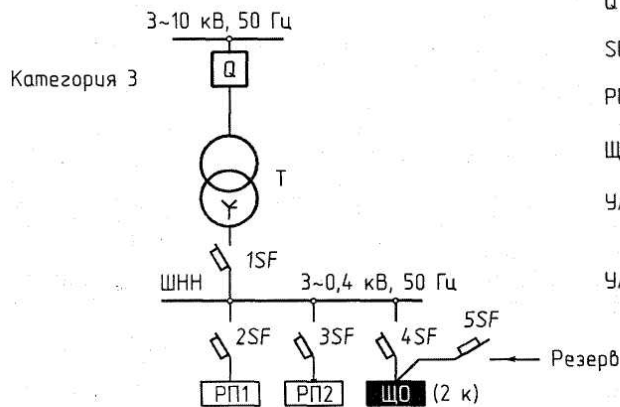 3~10 кВ, 50 Гц
Q
Категория 3
T
1SF
ШНН
3~0,4 кВ, 50 Гц
2SF
3SF
4SF
5SF
Резерв
РП1
РП2
ЩО
(2 к)
Q